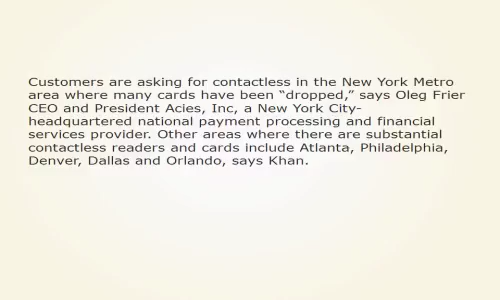 Customers are asking for contactless in the New York Metro
area where many cards have been “dropped,” says Oleg Frier
CEO and President Acies, Inc, a New York City-
headquartered national payment processing and financial
services provider. Other areas where there are substantial
contactless readers and cards include Atlanta, Philadelphia,
Denver, Dallas and Orlando, says Khan.